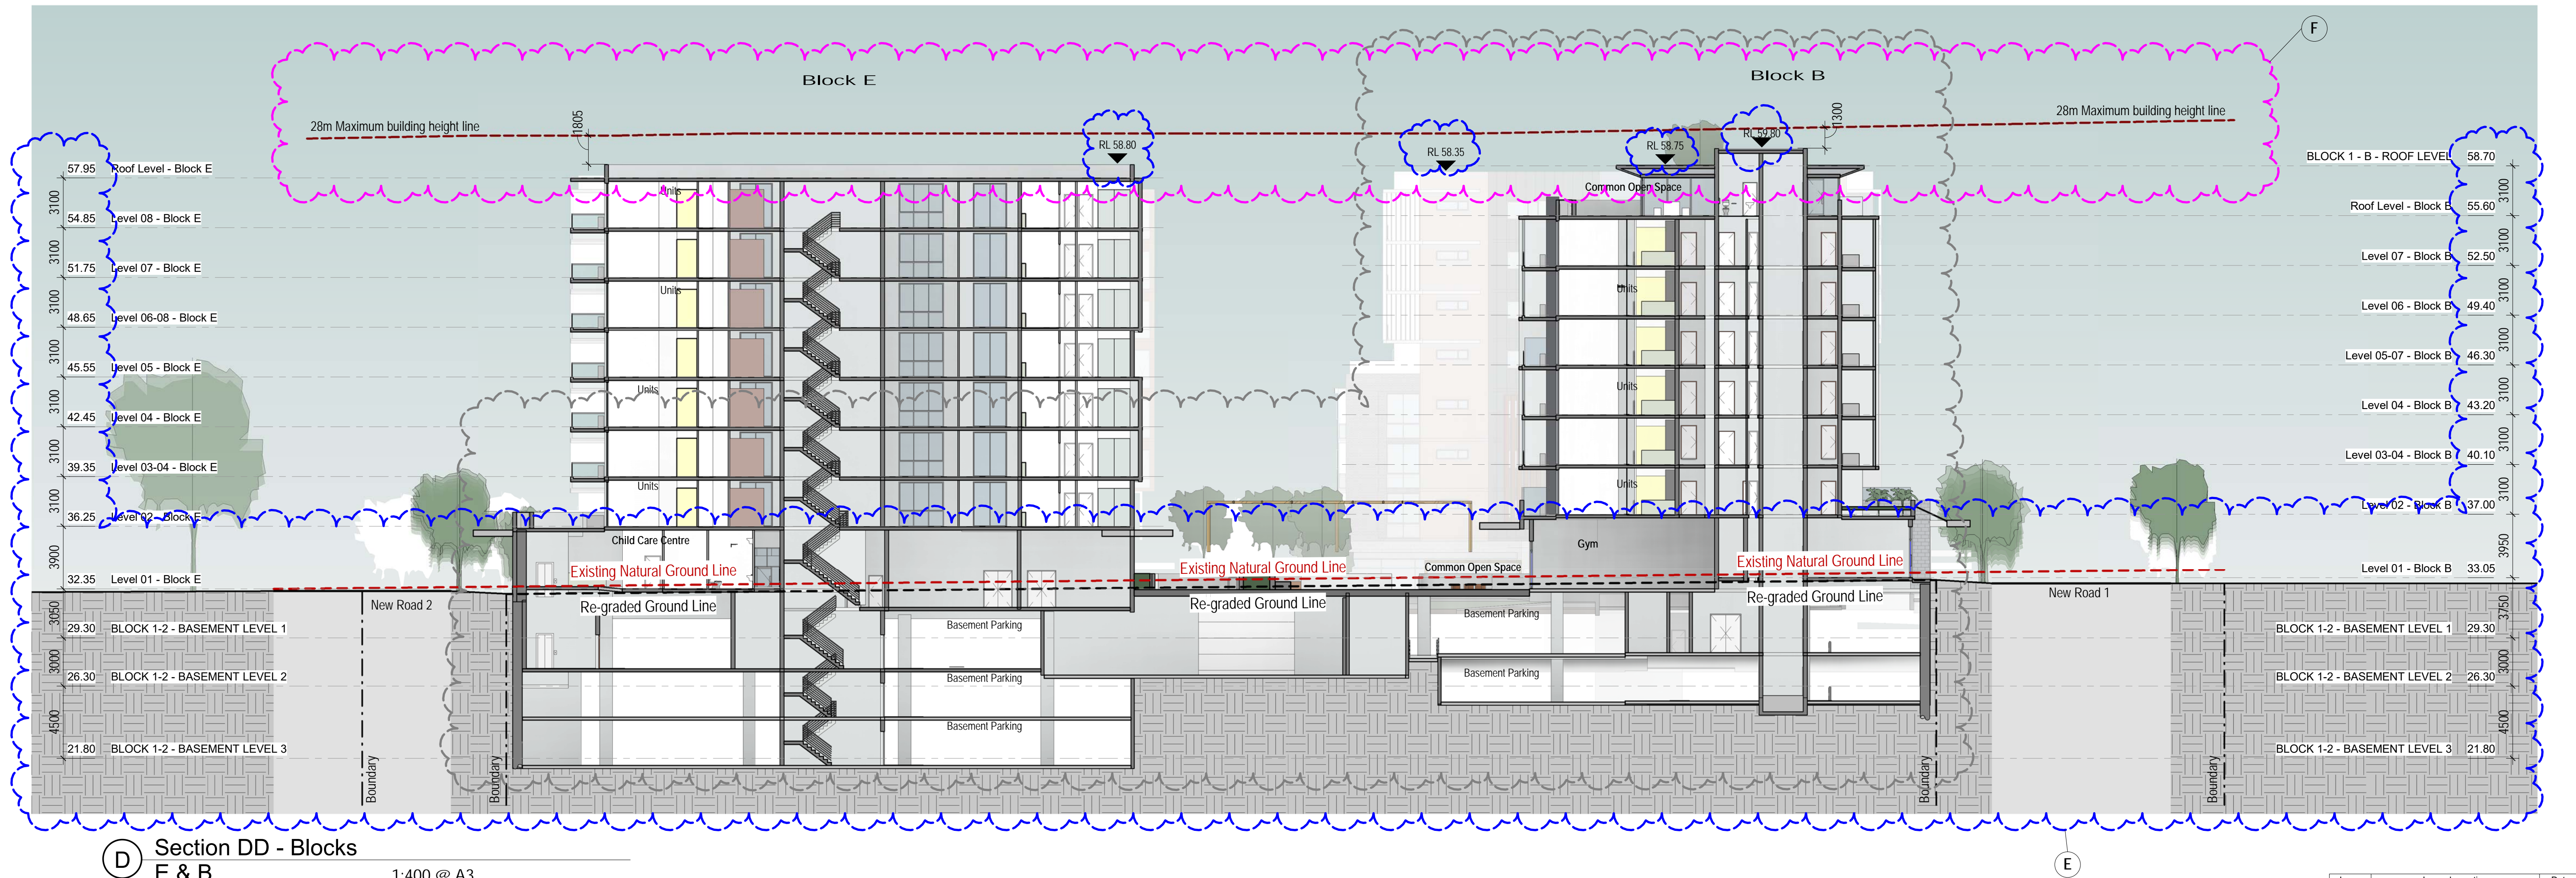 F
Block E
Block B
28m Maximum building height line
1805
1300
28m Maximum building height line
RL 58.80
RL 58.35
RL 58.75
RL 59.80
57.95 Roof Level - Block E
3100
54.85 Level 08 - Block E
3100
51.75 Level 07 - Block E
3100
48.65 Level 06-08 - Block E
3100
45.55 Level 05 - Block E
3100
42.45 Level 04 - Block E
3100
39.35 Level 03-04 - Block E
3100
36.25 Level 02 - Block E
3900
32.35 Level 01 - Block E
3050
29.30 BLOCK 1-2 - BASEMENT LEVEL 1
3000
26.30 BLOCK 1-2 - BASEMENT LEVEL 2
4500
21.80 BLOCK 1-2 - BASEMENT LEVEL 3
Units
Units
Units
Units
Child Care Centre
Existing Natural Ground Line
Re-graded Ground Line
New Road 2
Boundary
Boundary
Basement Parking
Basement Parking
Basement Parking
Existing Natural Ground Line
Re-graded Ground Line
Common Open Space
Units
Units
Units
Gym
Common Open Space
Existing Natural Ground Line
Re-graded Ground Line
Basement Parking
Basement Parking
New Road 1
Boundary
Boundary
BLOCK 1 - B - ROOF LEVEL 58.70
3100
Roof Level - Block B 55.60
3100
Level 07 - Block B 52.50
3100
Level 06 - Block B 49.40
3100
Level 05-07 - Block B 46.30
3100
Level 04 - Block B 43.20
3100
Level 03-04 - Block B 40.10
3100
Level 02 - Block B 37.00
3950
Level 01 - Block B 33.05
3750
BLOCK 1-2 - BASEMENT LEVEL 1 29.30
3000
BLOCK 1-2 - BASEMENT LEVEL 2 26.30
4500
BLOCK 1-2 - BASEMENT LEVEL 3 21.80
D
Section DD - Blocks
E & B
1:400 @ A3
E